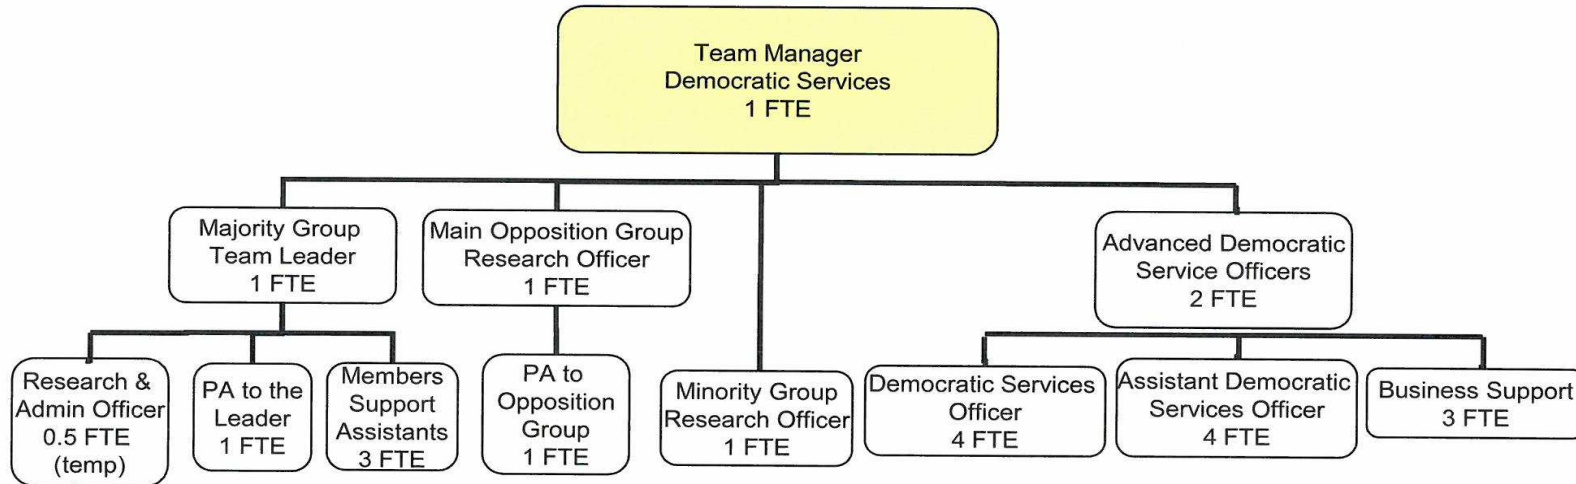 Team Manager
Democratic Services
1 FTE
Majority Group
Team Leader
1 FTE
Main Opposition Group
Research Officer
1 FTE
Advanced Democratic
Service Officers
2 FTE
Research &
Admin Officer
0.5 FTE
(temp)
PA to the
Leader
1 FTE
Members
Support
Assistants
3 FTE
PA to
Opposition
Group
1 FTE
Minority Group
Research Officer
1 FTE
Democratic Services
Officer
4 FTE
Assistant Democratic
Services Officer
4 FTE
Business Support
3 FTE